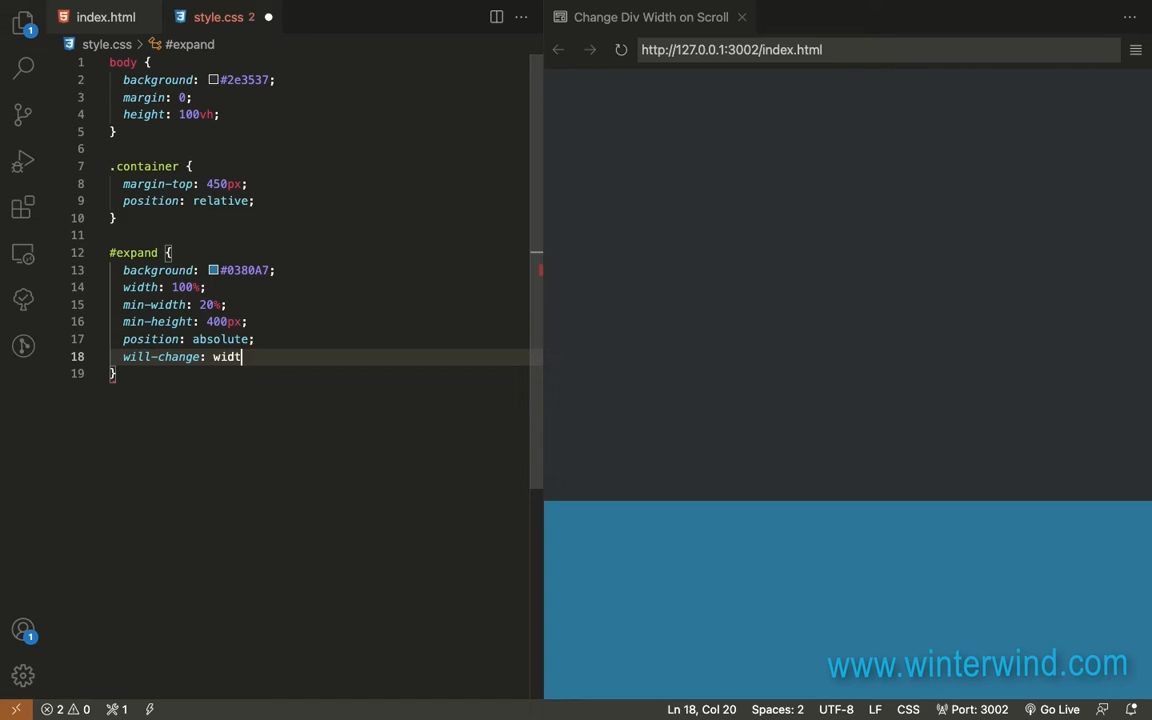 index.html
style.css 2
Change Div Width on Scroll
style.css
#expand
http://127.0.0.1:3002/index.html
1 body {
2 background: #2e3537;
3 margin: 0;
4 height: 100vh;
5 }
6
7 .container {
8 margin-top: 450px;
9 position: relative;
10 }
11
12 #expand {
13 background: #0380A7;
14 width: 100%;
15 min-width: 20%;
16 min-height: 400px;
17 position: absolute;
18 will-change: widt
19 }
1
1
www.winterwind.com
2 0 1
Ln 18, Col 20 Spaces: 2 UTF-8 LF CSS Port: 3002 Go Live